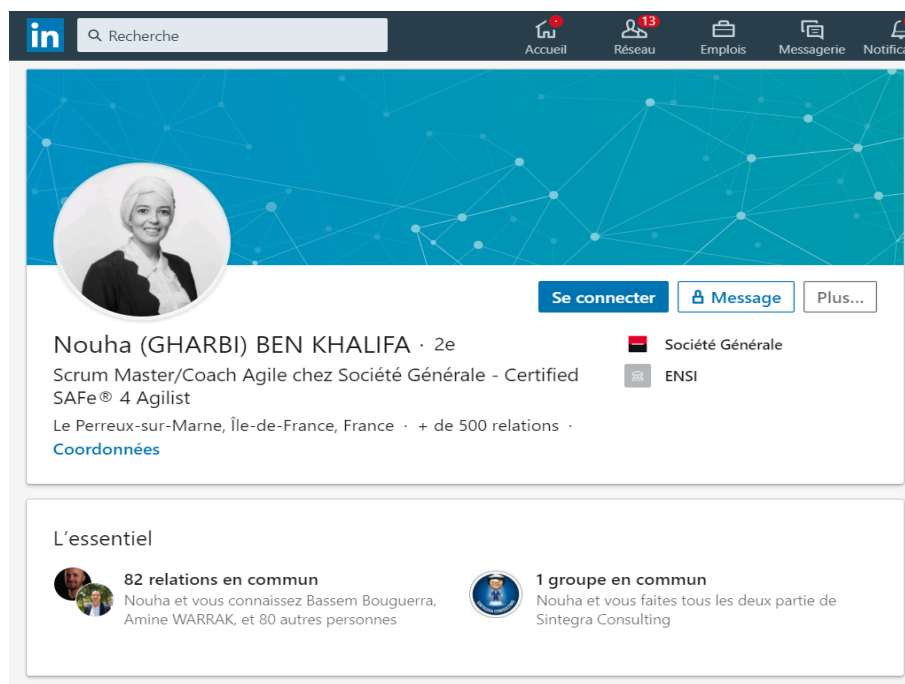 in
Recherche
Accueil
13
Réseau
Emplois
Messagerie
Notifica
Se connecter
Message
Plus...
Nouha (GHARBI) BEN KHALIFA · 2e
Société Générale
Scrum Master/Coach Agile chez Société Générale - Certified
SAFe® 4 Agilist
ENSI
Le Perreux-sur-Marne, Île-de-France, France · + de 500 relations ·
Coordonnées
L'essentiel
82 relations en commun
Nouha et vous connaissez Bassem Bouguerra,
Amine WARRAK, et 80 autres personnes
1 groupe en commun
Nouha et vous faites tous les deux partie de
Sintegra Consulting
SINTEGRA CONSULTING